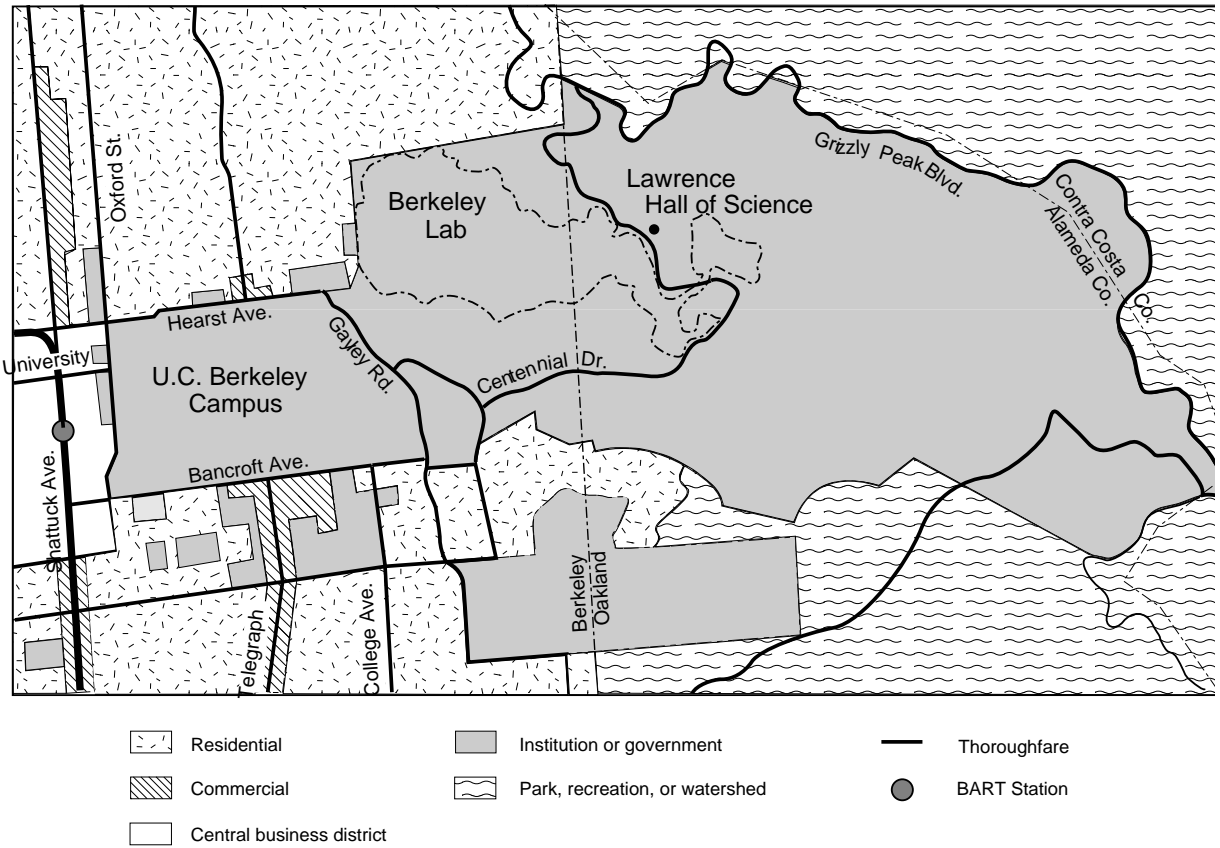 Oxford St.
Grizzly Peak Blvd.
Lawrence
Hall of Science
Berkeley
Lab
Contra Costa Co.
Alameda Co.
Hearst Ave.
Gayley Rd.
University
U.C. Berkeley
Campus
Centennial Dr.
Bancroft Ave.
Shattuck Ave.
Berkeley
Oakland
Telegraph
College Ave.
Residential
Institution or government
Thoroughfare
Commercial
Park, recreation, or watershed
BART Station
Central business district